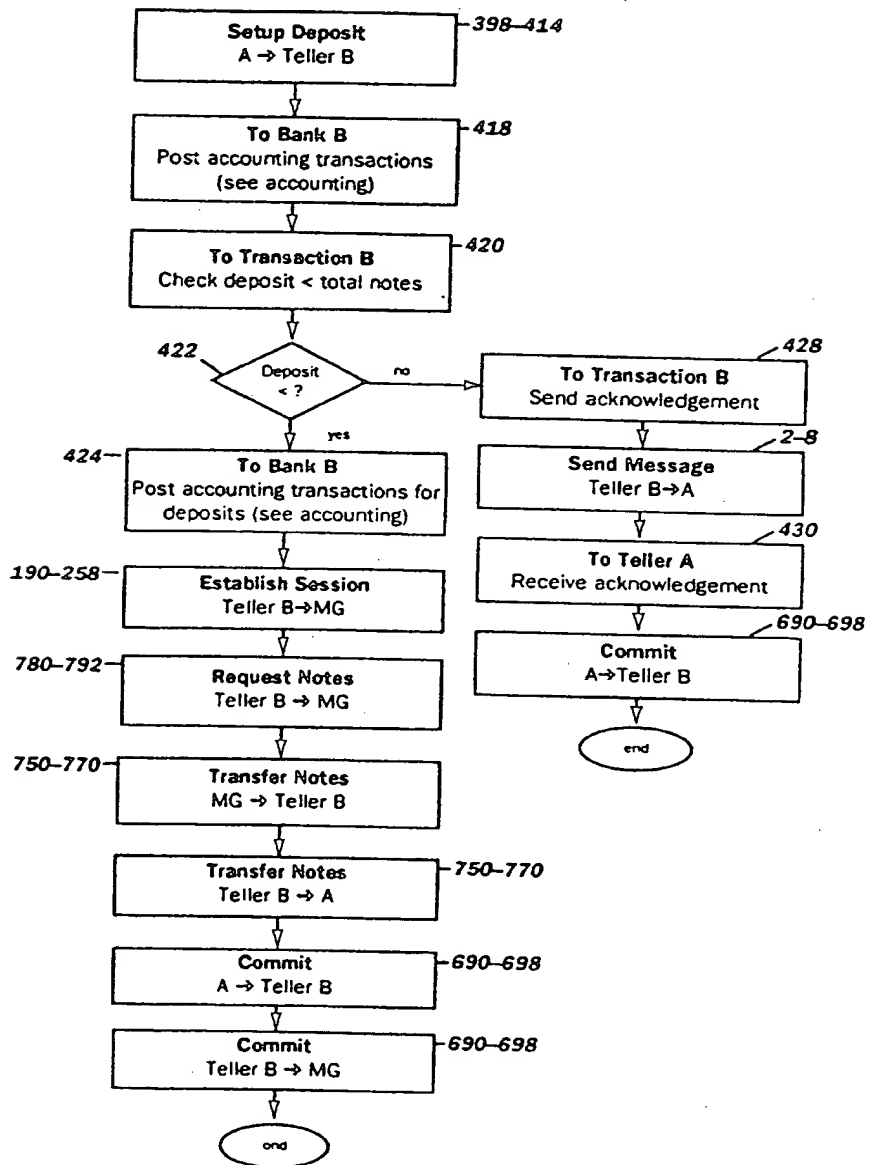 Setup Deposit
A → Teller B
398–414
To Bank B
Post accounting transactions
(see accounting)
418
To Transaction B
Check deposit < total notes
420
422
Deposit
< ?
no
yes
428
To Transaction B
Send acknowledgement
2–8
Send Message
Teller B→A
430
To Teller A
Receive acknowledgement
690–698
Commit
A→Teller B
end
424
To Bank B
Post accounting transactions for
deposits (see accounting)
190–258
Establish Session
Teller B→MG
780–792
Request Notes
Teller B → MG
750–770
Transfer Notes
MG → Teller B
Transfer Notes
Teller B → A
750–770
Commit
A → Teller B
690–698
Commit
Teller B → MG
690–698
end